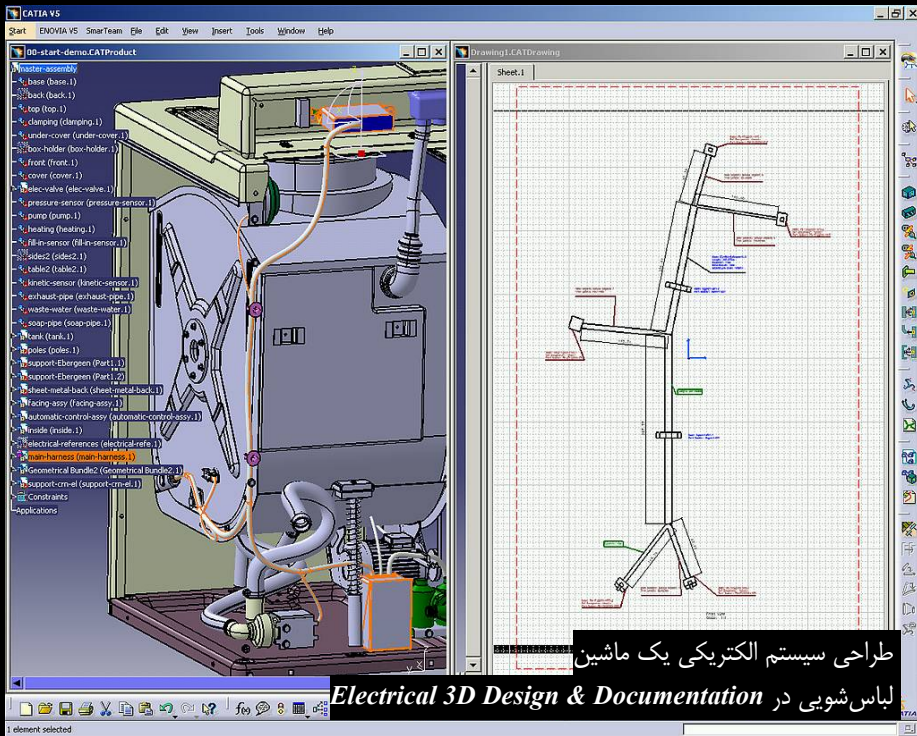 CATIA V5
Start ENOVIA V5 SmarTeam File Edit View Insert Tools Window Help
00-start-demo.CATProduct
master-assembly
base (base.1)
back (back.1)
top (top.1)
clamping (clamping.1)
under-cover (under-cover.1)
box-holder (box-holder.1)
front (front.1)
cover (cover.1)
elec-valve (elec-valve.1)
pressure-sensor (pressure-sensor.1)
pump (pump.1)
heating (heating.1)
fill-in-sensor (fill-in-sensor.1)
sides2 (sides2.1)
table2 (table2.1)
kinetic-sensor (kinetic-sensor.1)
exhaust-pipe (exhaust-pipe.1)
waste-water (waste-water.1)
soap-pipe (soap-pipe.1)
tank (tank.1)
poles (poles.1)
support-Ebergeen (Part1.1)
support-Ebergeen (Part1.2)
sheet-metal-back (sheet-metal-back.1)
facing-assy (facing-assy.1)
automatic-control-assy (automatic-control-assy.1)
inside (inside.1)
electrical-references (electrical-refe.1)
main-harness (main-harness.1)
Geometrical Bundle2 (Geometrical Bundle2.1)
support-crn-el (support-crn-el.1)
Constraints
Applications
Drawing1.CATDrawing
Sheet.1
طراحی سیستم الکتریکی یک ماشین
لباس‌شویی در Electrical 3D Design & Documentation
1 element selected